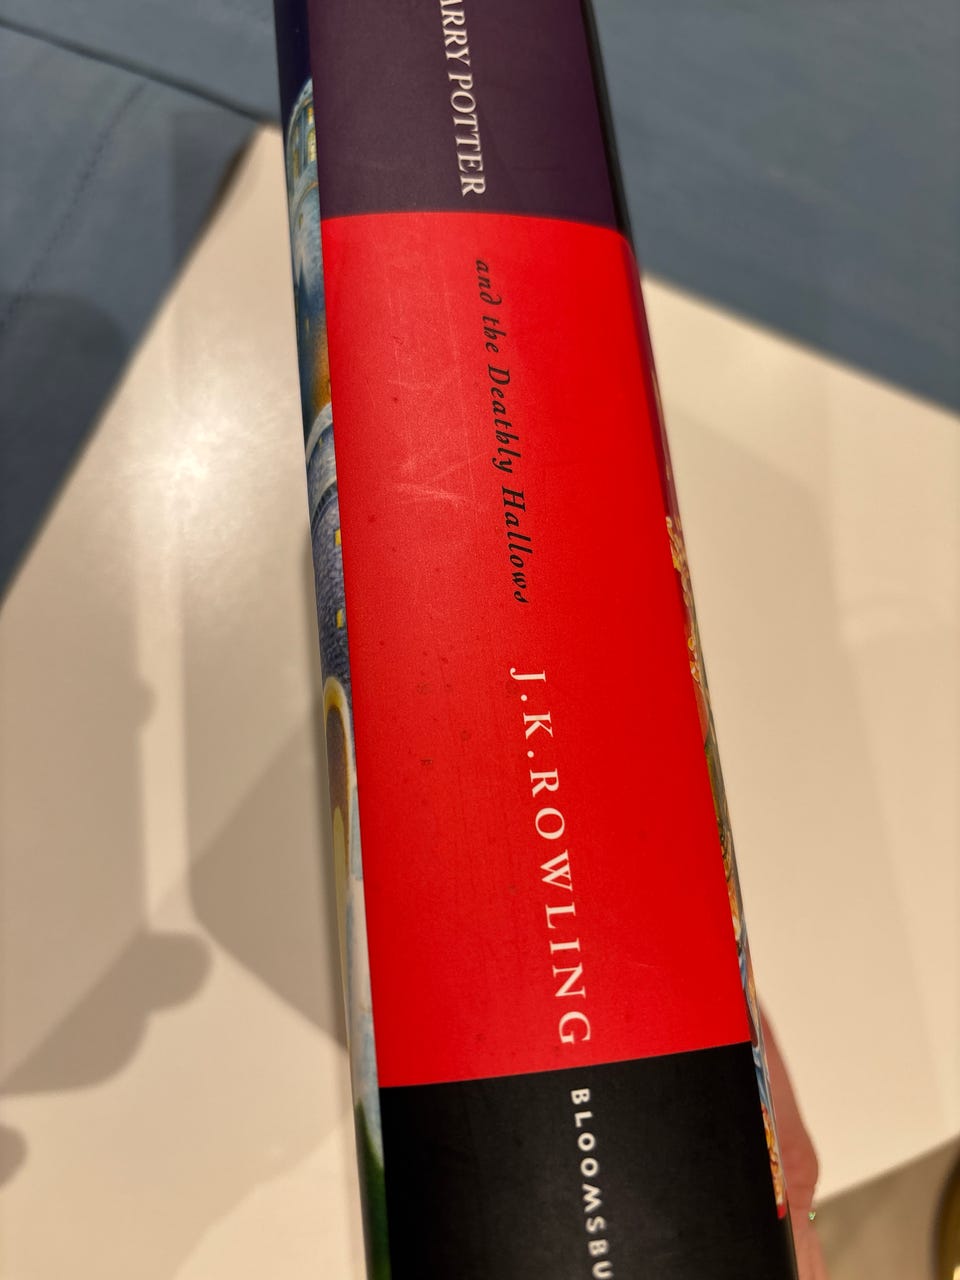 ARRY POTTER
and the Deathly Hallows
J.K.ROWLING
BLOOMSBU